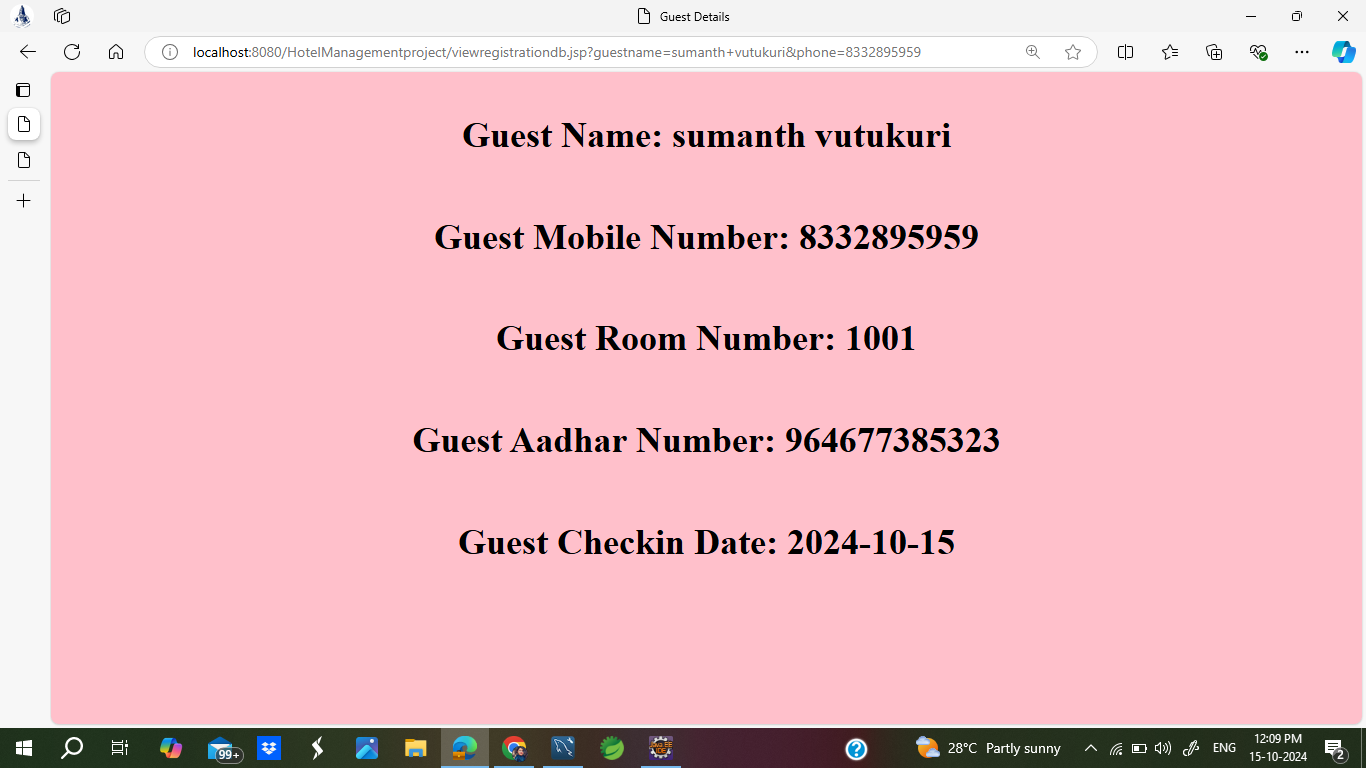 Guest Details
localhost:8080/HotelManagementproject/viewregistrationdb.jsp?guestname=sumanth+vutukuri&phone=8332895959
Guest Name: sumanth vutukuri
Guest Mobile Number: 8332895959
Guest Room Number: 1001
Guest Aadhar Number: 964677385323
Guest Checkin Date: 2024-10-15
99+
28°C Partly sunny
ENG
12:09 PM
15-10-2024
2